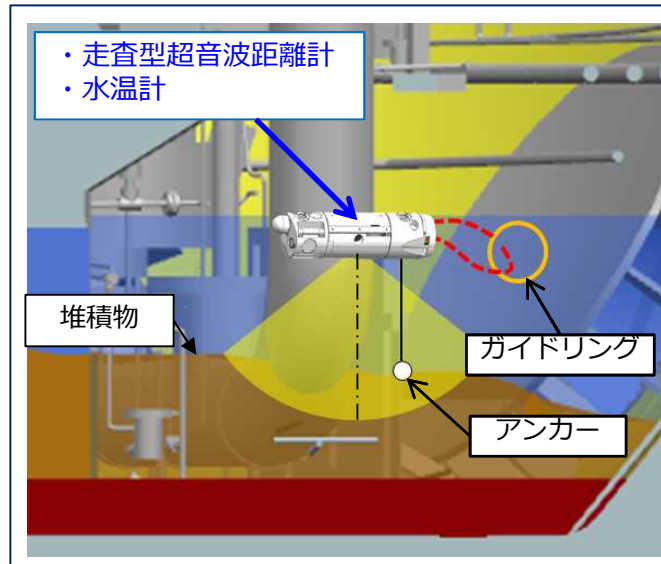 ・走査型超音波距離計
・水温計
堆積物
ガイドリング
アンカー